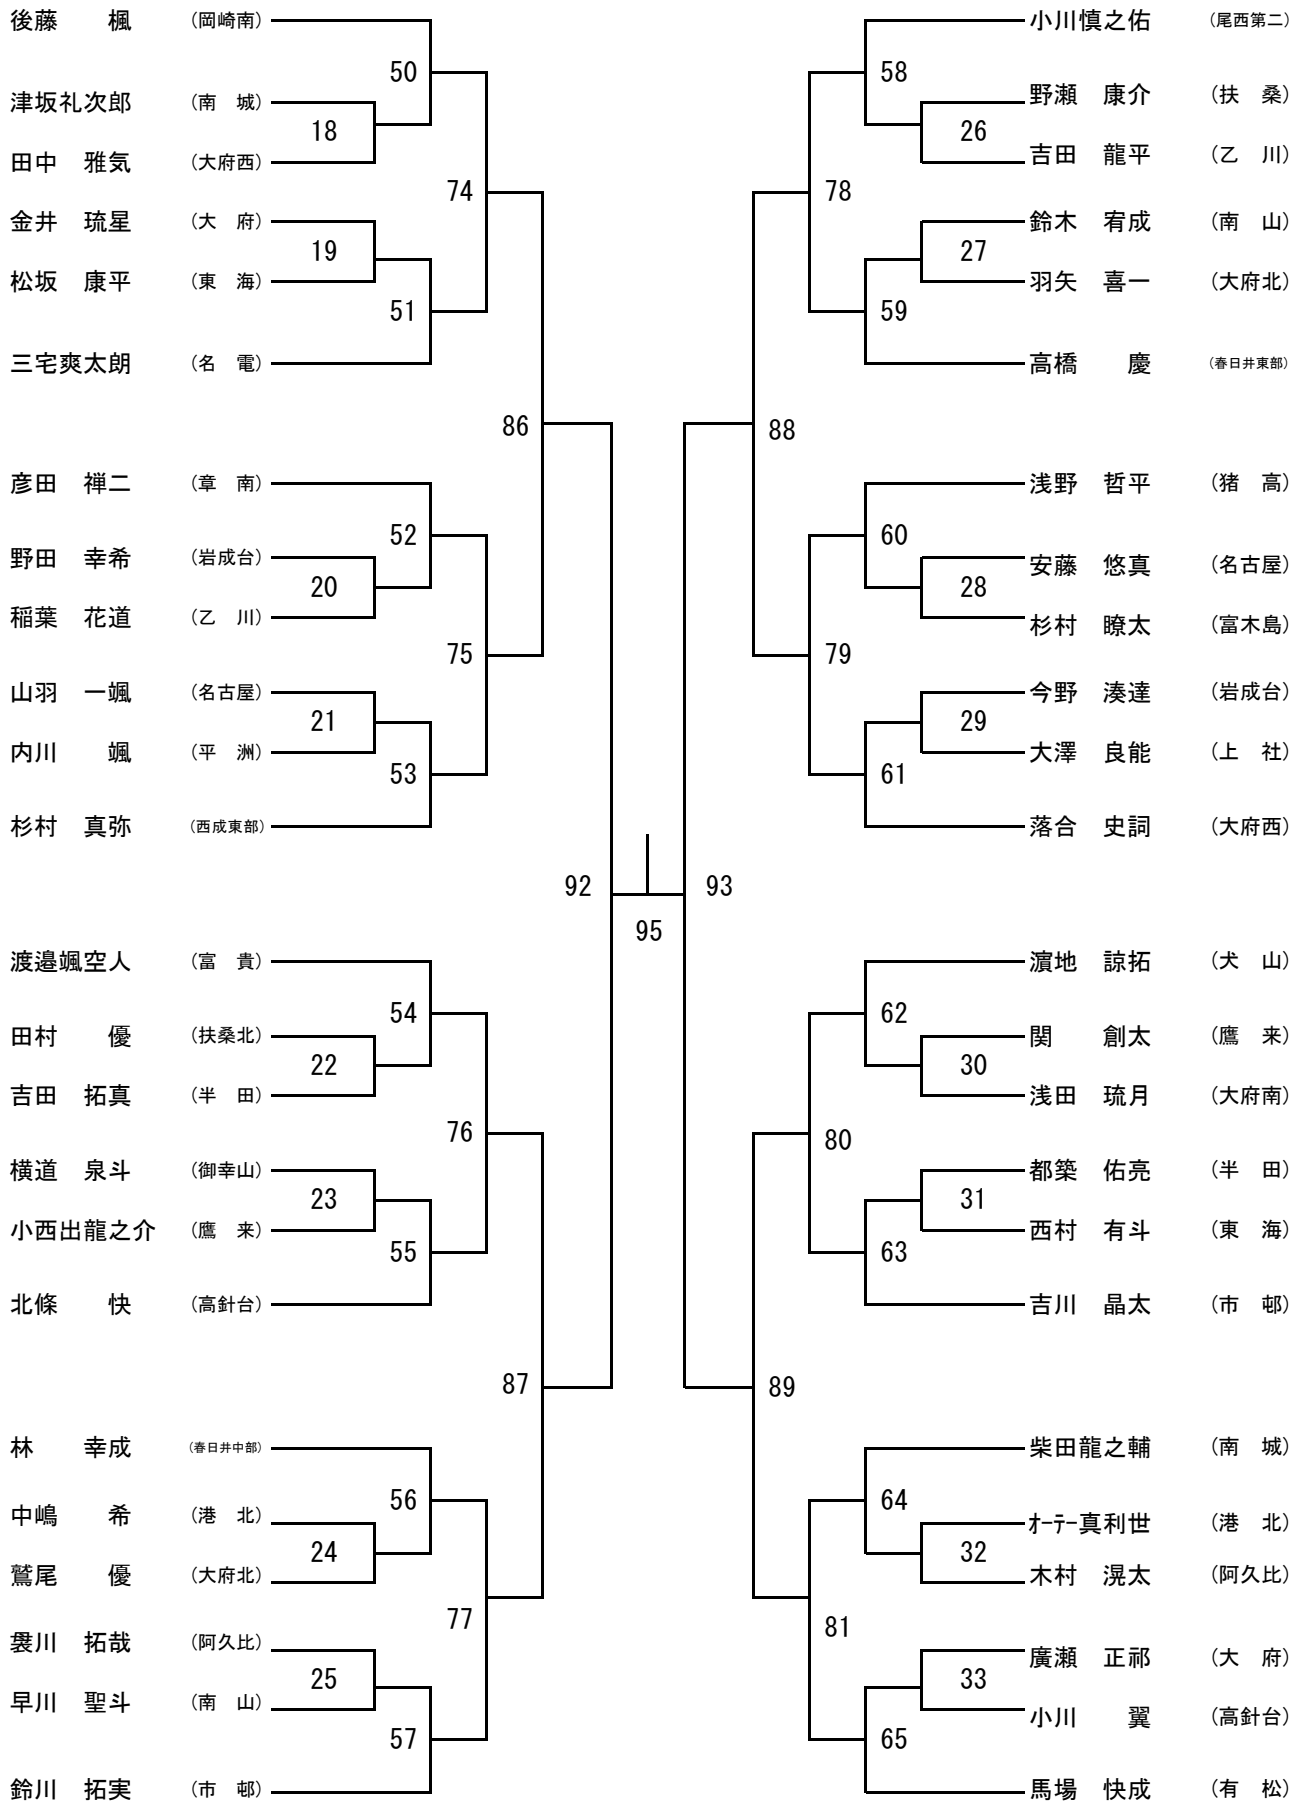 後藤　楓 (岡崎南)
50
津坂礼次郎 (南　城)
18
田中　雅気 (大府西)
74
金井　琉星 (大　府)
19
松坂　康平 (東　海)
51
三宅爽太朗 (名　電)
86
彦田　禅二 (章　南)
52
野田　幸希 (岩成台)
20
稲葉　花道 (乙　川)
75
山羽　一颯 (名古屋)
21
内川　颯 (平　洲)
53
杉村　真弥 (西成東部)
92
渡邉颯空人 (富　貴)
54
田村　優 (扶桑北)
22
吉田　拓真 (半　田)
76
横道　泉斗 (御幸山)
23
小西出龍之介 (鷹　来)
55
北條　快 (高針台)
87
林　幸成 (春日井中部)
56
中嶋　希 (港　北)
24
鷲尾　優 (大府北)
77
川　拓哉 (阿久比)
25
早川　聖斗 (南　山)
57
鈴川　拓実 (市　邨)
95
小川慎之佑 (尾西第二)
58
野瀬　康介 (扶　桑)
26
吉田　龍平 (乙　川)
78
鈴木　宥成 (南　山)
27
羽矢　喜一 (大府北)
59
高橋　慶 (春日井東部)
88
浅野　哲平 (猪　高)
60
安藤　悠真 (名古屋)
28
杉村　瞭太 (富木島)
79
今野　湊達 (岩成台)
29
大澤　良能 (上　社)
61
落合　史詞 (大府西)
93
濵地　諒拓 (犬　山)
62
関　創太 (鷹　来)
30
浅田　琉月 (大府南)
80
都築　佑亮 (半　田)
31
西村　有斗 (東　海)
63
吉川　晶太 (市　邨)
89
柴田龍之輔 (南　城)
64
ｵｰﾃｰ真利世 (港　北)
32
木村　滉太 (阿久比)
81
廣瀬　正祁 (大　府)
33
小川　翼 (高針台)
65
馬場　快成 (有　松)